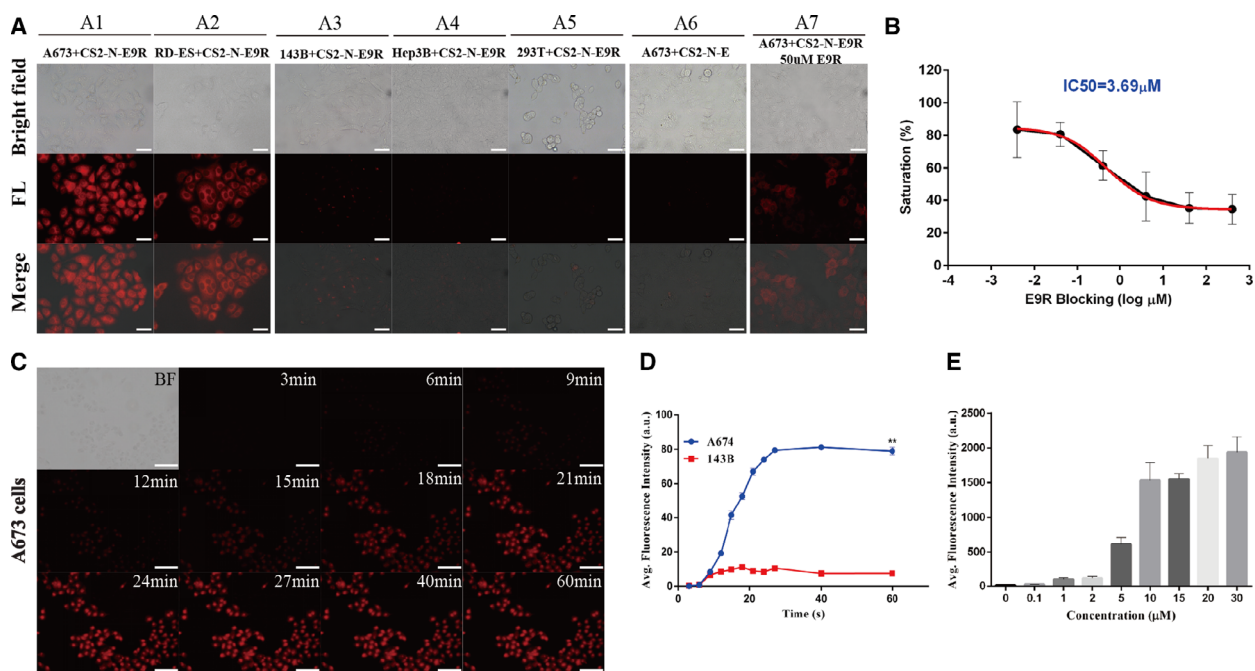 A
A1 A2 A3 A4 A5 A6 A7
A673+CS2-N-E9R RD-ES+CS2-N-E9R 143B+CS2-N-E9R Hep3B+CS2-N-E9R 293T+CS2-N-E9R A673+CS2-N-E A673+CS2-N-E9R
50uM E9R
Bright field
FL
Merge
B
IC50=3.69μM
Saturation (%)
120
100
80
60
40
20
0
-4 -3 -2 -1 0 1 2 3
E9R Blocking (log μM)
C
A673 cells
BF 3min 6min 9min
12min 15min 18min 21min
24min 27min 40min 60min
D
Avg. Fluorescence Intensity (a.u.)
100
80
60
40
20
0
A674
143B
**
0 20 40 60
Time (s)
E
Avg. Fluorescence Intensity (a.u.)
2500
2000
1500
1000
500
0
0 0.1 1 2 5 10 15 20 30
Concentration (μM)